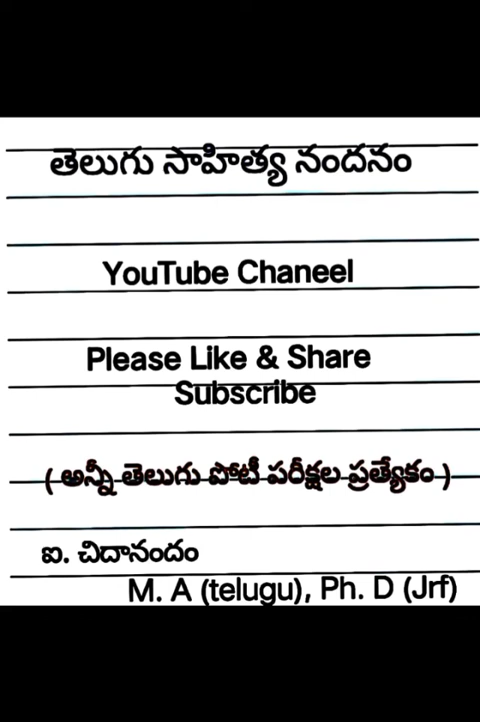 తెలుగు సాహిత్య నందనం
YouTube Chaneel
Please Like & Share
Subscribe
( అన్నీ తెలుగు పోటీ పరీక్షల ప్రత్యేకం )
ఐ. చిదానందం
M. A (telugu), Ph. D (Jrf)